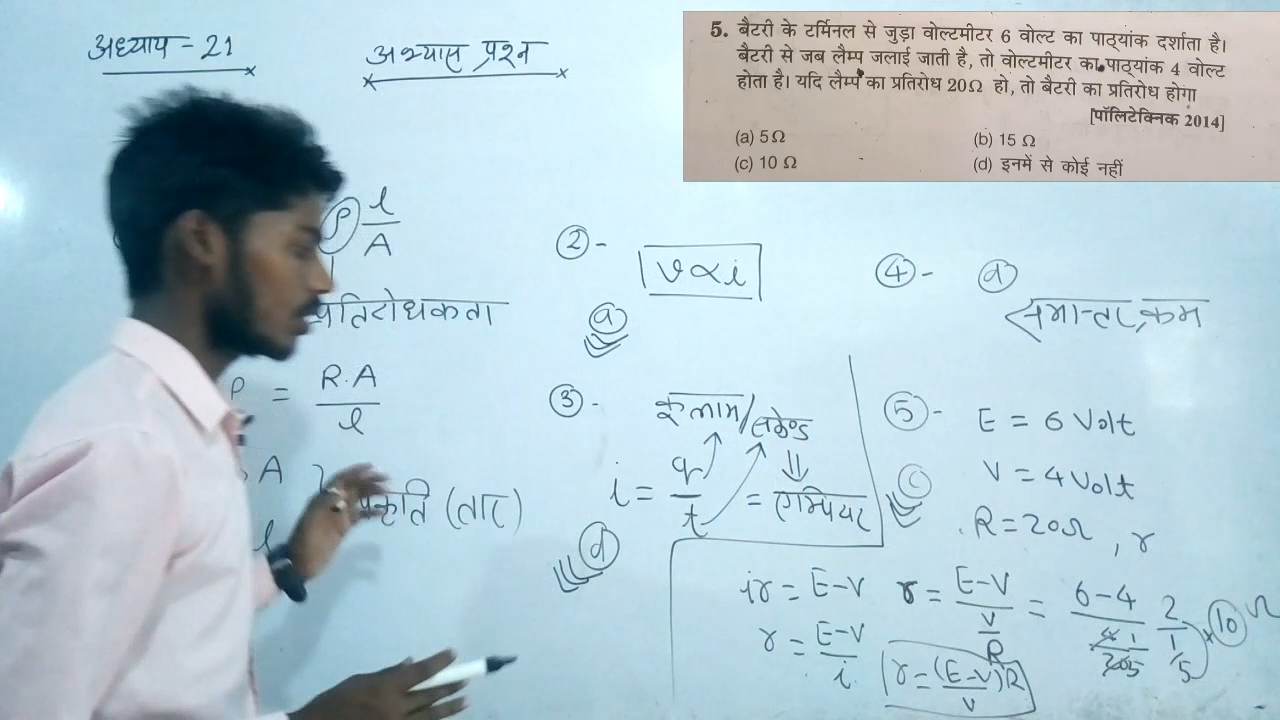 अध्याय - 21
अभ्यास प्रश्न
5. बैटरी के टर्मिनल से जुड़ा वोल्टमीटर 6 वोल्ट का पाठ्यांक दर्शाता है।
बैटरी से जब लैम्प जलाई जाती है, तो वोल्टमीटर का पाठ्यांक 4 वोल्ट
होता है। यदि लैम्प का प्रतिरोध 20Ω हो, तो बैटरी का प्रतिरोध होगा
[पॉलिटेक्निक 2014]
(a) 5Ω (b) 15 Ω
(c) 10 Ω (d) इनमें से कोई नहीं
ρ l/A
प्रतिरोधकता
ρ = R.A/l
A
l
प्रकृति (तार)
② -
v ∝ i
ⓐ
③ -
कूलाम/सेकेण्ड
i = q/t = एम्पियर
ⓓ
④ - ⓓ
समान्तर क्रम
⑤ - E = 6 Volt
ⓒ V = 4 Volt
R = 20Ω , r
ir = E-V
r = E-V/i
r = E-V/(V/R) = 6-4/(4/20) 2/(1/5) 10 Ω
r = (E-V)R/V